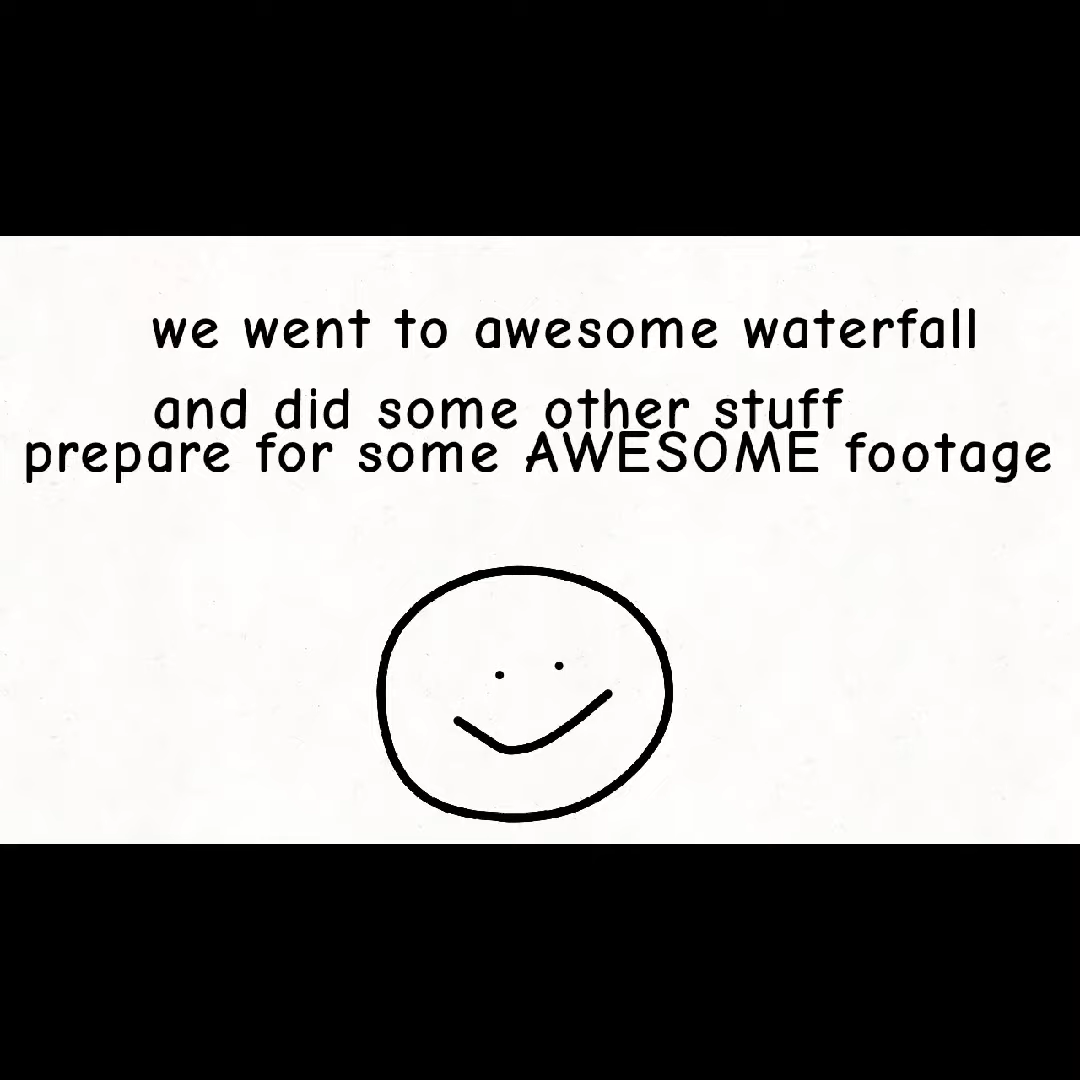 we went to awesome waterfall
and did some other stuff
prepare for some AWESOME footage